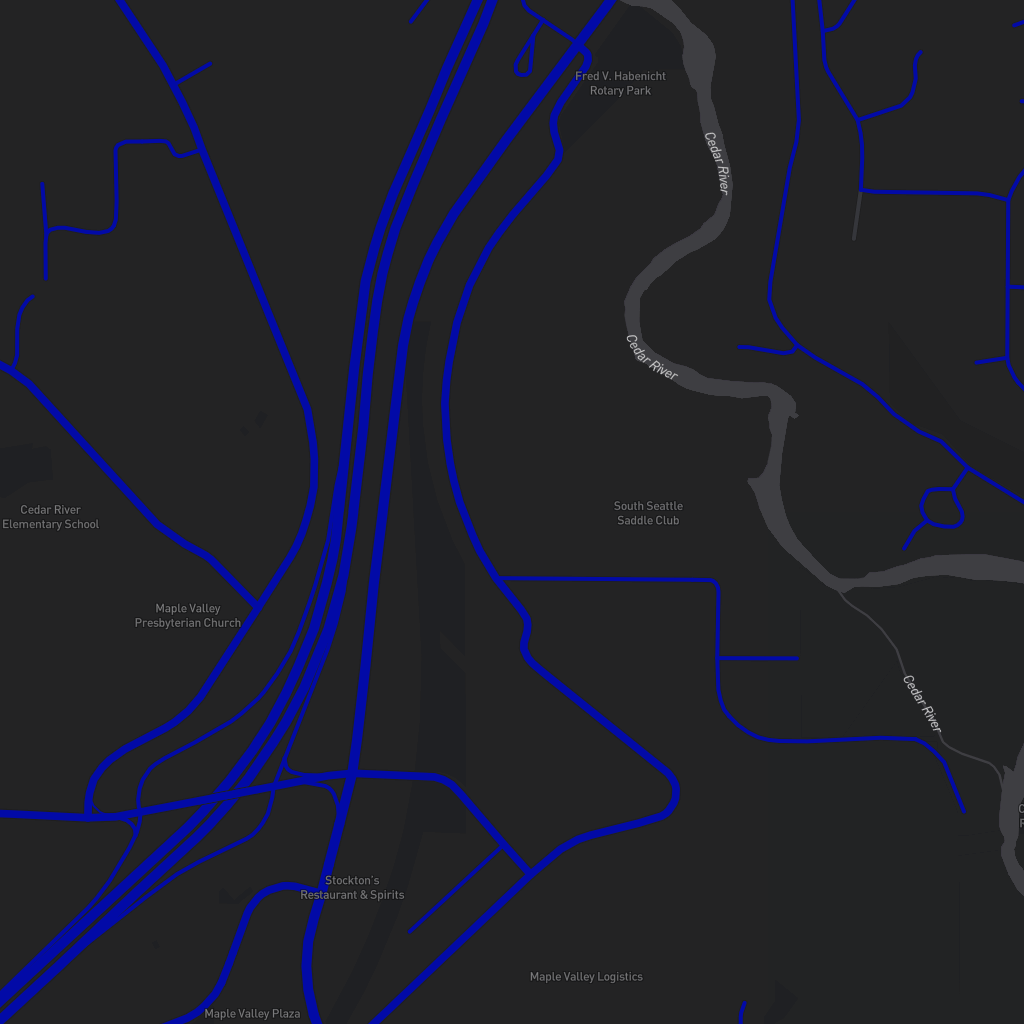 Fred V. Habenicht
Rotary Park
Cedar River
Cedar River
Cedar River
Elementary School
South Seattle
Saddle Club
Maple Valley
Presbyterian Church
Cedar River
Stockton's
Restaurant & Spirits
Maple Valley Logistics
Maple Valley Plaza